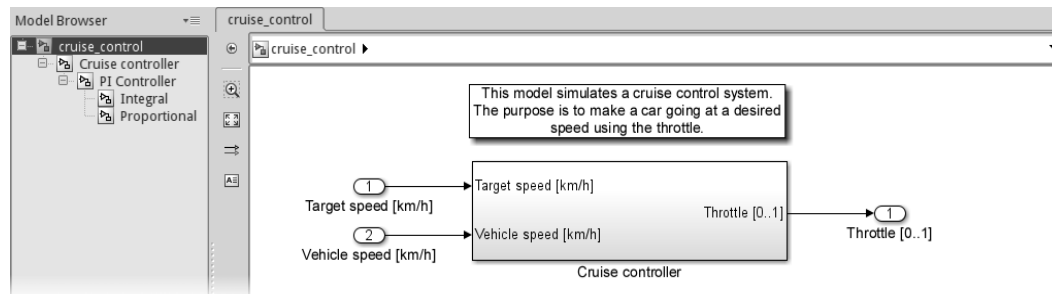 Model Browser
cruise_control
Cruise controller
PI Controller
Integral
Proportional
cruise_control
cruise_control
This model simulates a cruise control system.
The purpose is to make a car going at a desired
speed using the throttle.
1
Target speed [km/h]
2
Vehicle speed [km/h]
Target speed [km/h]
Vehicle speed [km/h]
Throttle [0..1]
Cruise controller
1
Throttle [0..1]